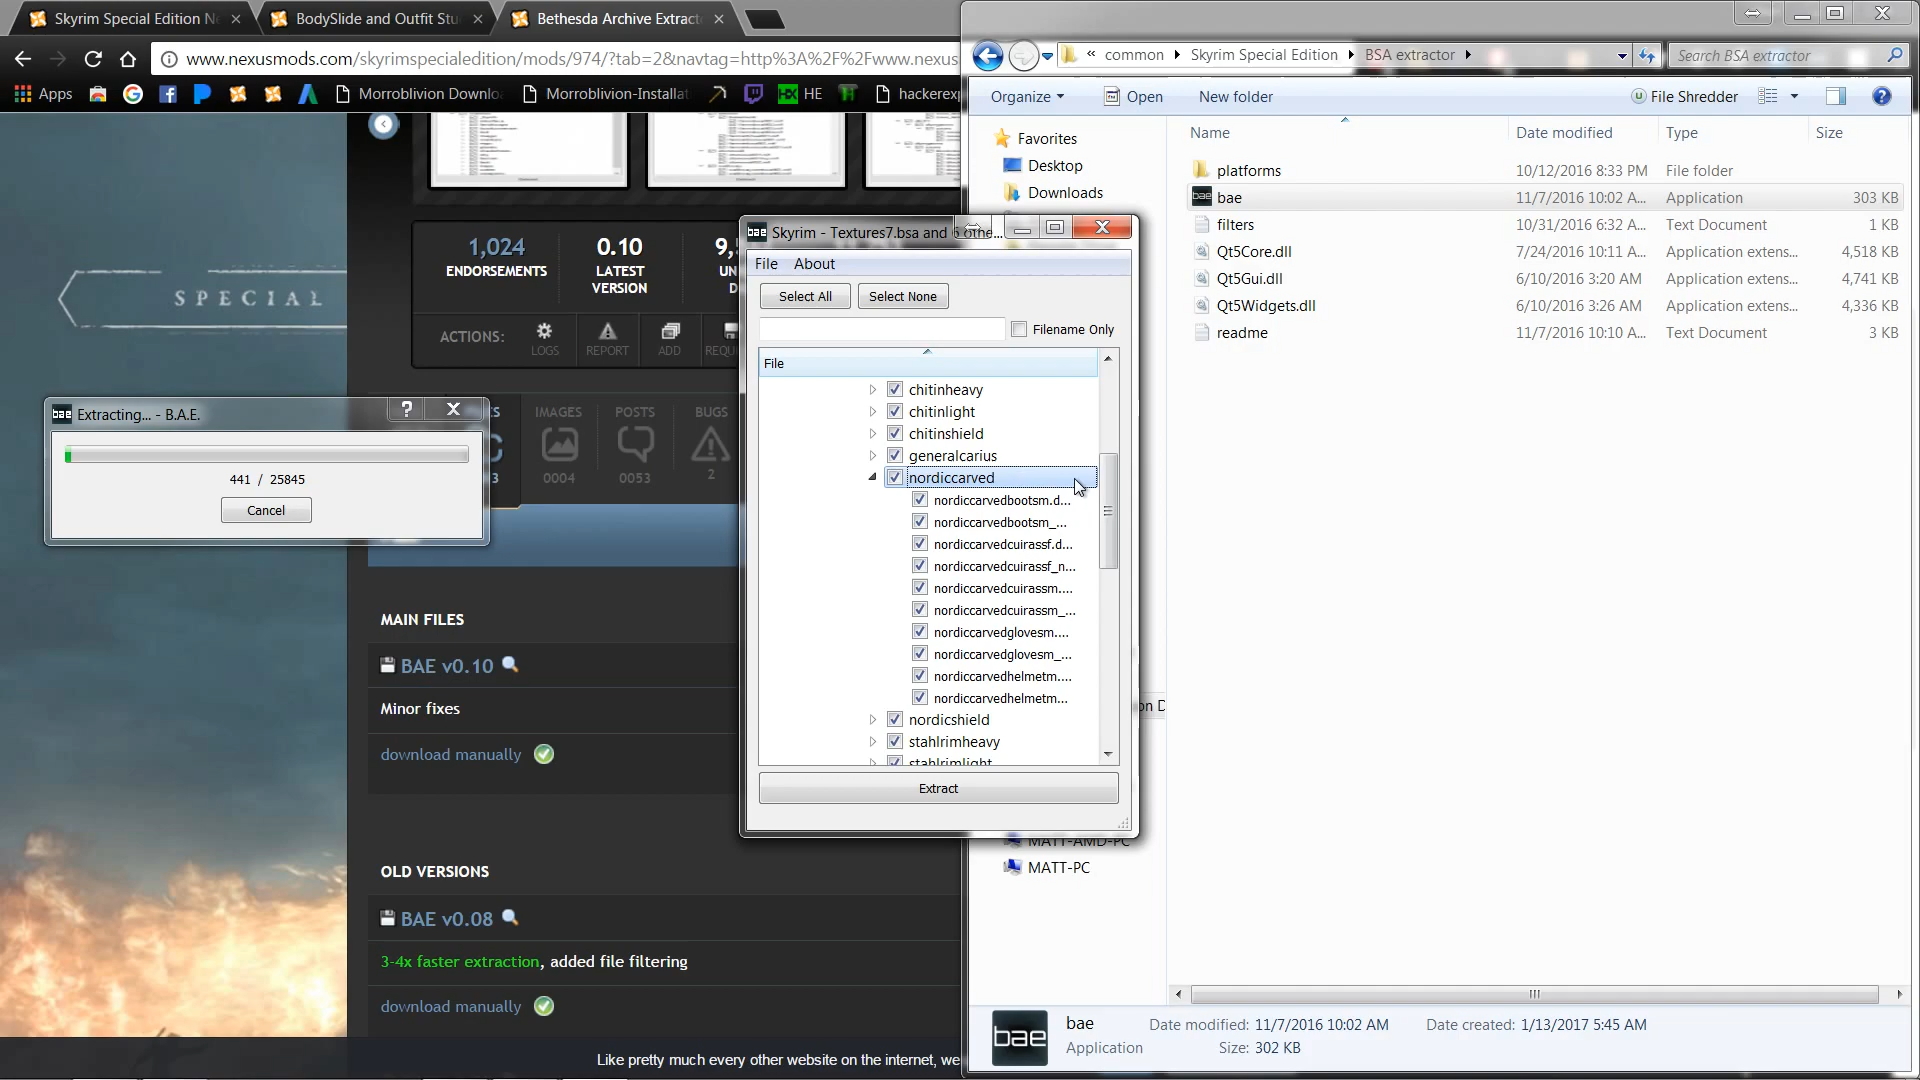 Skyrim Special Edition Ne
BodySlide and Outfit Stu
Bethesda Archive Extract
www.nexusmods.com/skyrimspecialedition/mods/974/?tab=2&navtag=http%3A%2F%2Fwww.nexus
Apps
Morroblivion Downlo
Morroblivion-Installat
HE
hackerexp
SPECIAL
1,024
ENDORSEMENTS
0.10
LATEST
VERSION
ACTIONS:
LOGS
REPORT
ADD
IMAGES
0004
POSTS
0053
BUGS
2
Extracting... - B.A.E.
441 / 25845
Cancel
MAIN FILES
BAE v0.10
Minor fixes
download manually
OLD VERSIONS
BAE v0.08
3-4x faster extraction, added file filtering
download manually
Like pretty much every other website on the internet, we
bae
Skyrim - Textures7.bsa and 6 othe...
File About
Select All
Select None
Filename Only
File
chitinheavy
chitinlight
chitinshield
generalcarius
nordiccarved
nordiccarvedbootsm.d...
nordiccarvedbootsm_...
nordiccarvedcuirassf.d...
nordiccarvedcuirassf_n...
nordiccarvedcuirassm....
nordiccarvedcuirassm_...
nordiccarvedglovesm....
nordiccarvedglovesm_...
nordiccarvedhelmetm....
nordiccarvedhelmetm...
nordicshield
stahlrimheavy
stahlrimlight
Extract
« common Skyrim Special Edition BSA extractor
Search BSA extractor
Organize
Open
New folder
File Shredder
Favorites
Desktop
Downloads
MATT-AMD-PC
MATT-PC
Name Date modified Type Size
platforms 10/12/2016 8:33 PM File folder
bae 11/7/2016 10:02 A... Application 303 KB
filters 10/31/2016 6:32 A... Text Document 1 KB
Qt5Core.dll 7/24/2016 10:11 A... Application extens... 4,518 KB
Qt5Gui.dll 6/10/2016 3:20 AM Application extens... 4,741 KB
Qt5Widgets.dll 6/10/2016 3:26 AM Application extens... 4,336 KB
readme 11/7/2016 10:10 A... Text Document 3 KB
bae
bae Date modified: 11/7/2016 10:02 AM Date created: 1/13/2017 5:45 AM
Application Size: 302 KB